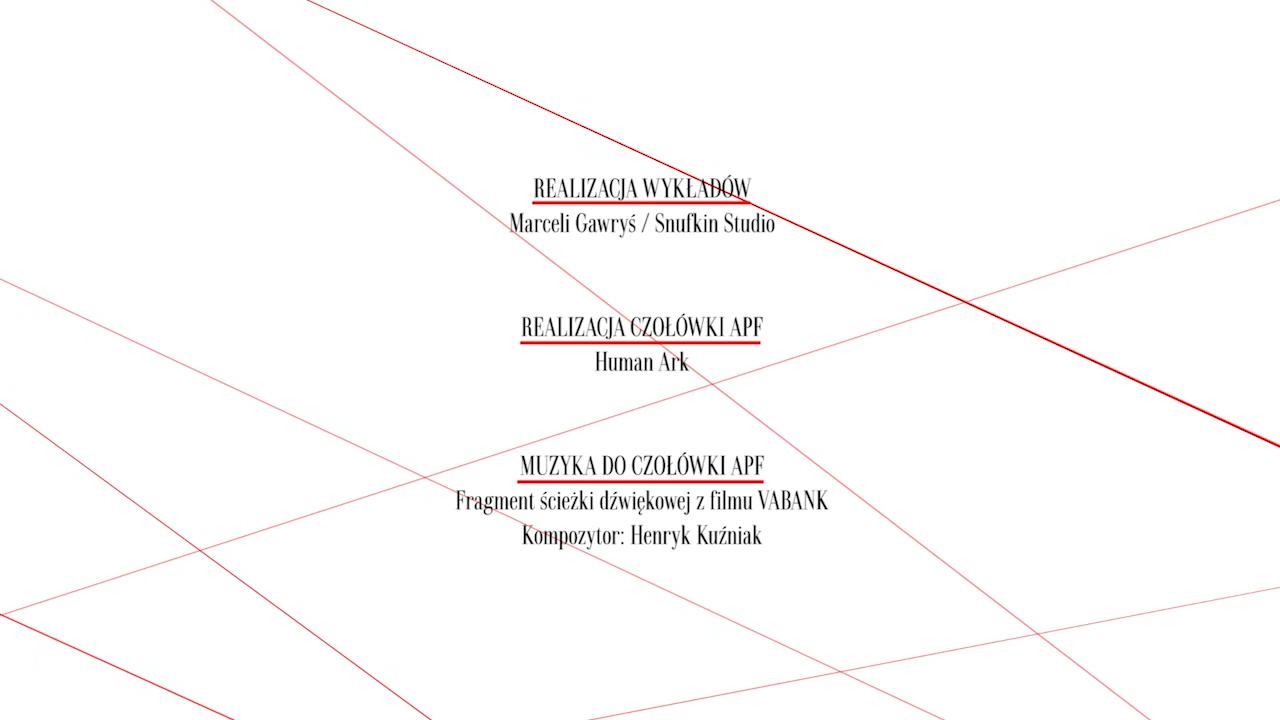 REALIZACJA WYKŁADÓW
Marceli Gawryś / Snufkin Studio
REALIZACJA CZOŁÓWKI APF
Human Ark
MUZYKA DO CZOŁÓWKI APF
Fragment ścieżki dźwiękowej z filmu VABANK
Kompozytor: Henryk Kuźniak